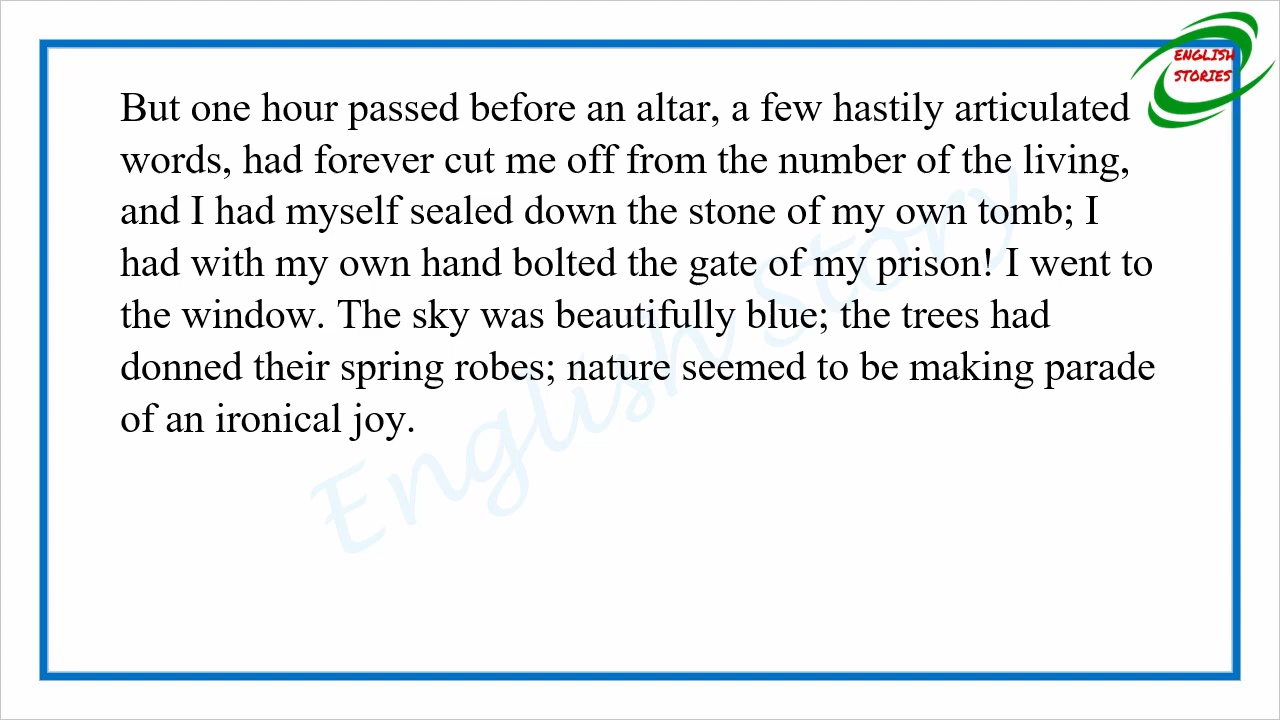 ENGLISH
STORIES
But one hour passed before an altar, a few hastily articulated
words, had forever cut me off from the number of the living,
and I had myself sealed down the stone of my own tomb; I
had with my own hand bolted the gate of my prison! I went to
the window. The sky was beautifully blue; the trees had
donned their spring robes; nature seemed to be making parade
of an ironical joy.
English Story